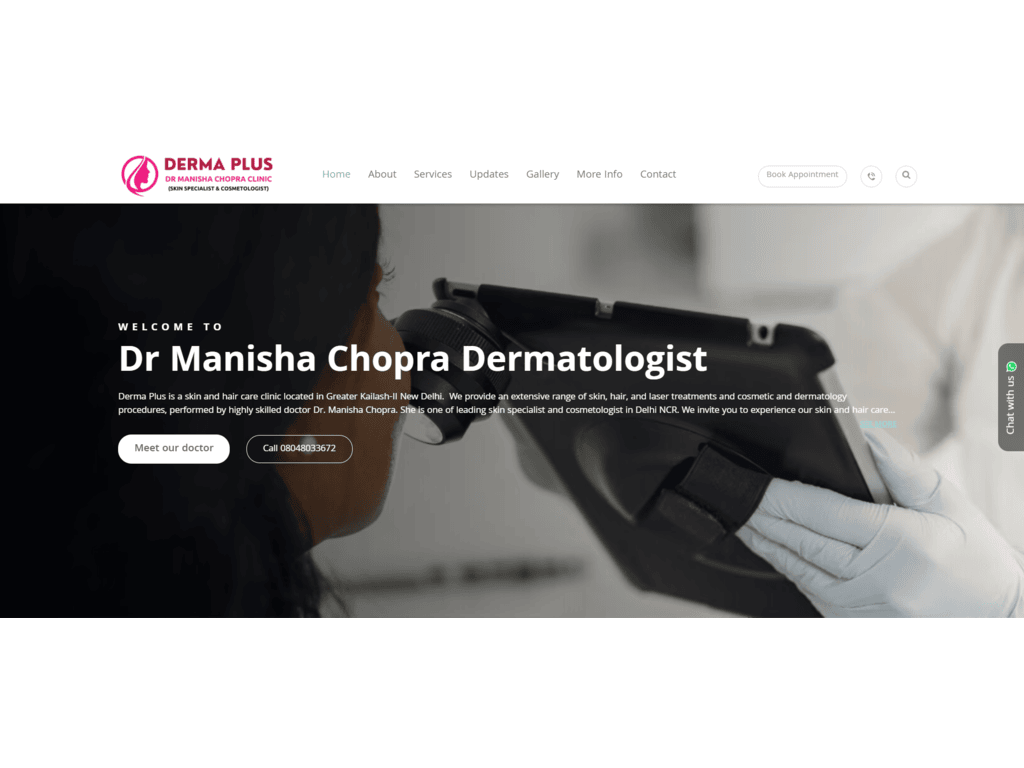 DERMA PLUS
DR MANISHA CHOPRA CLINIC
(SKIN SPECIALIST & COSMETOLOGIST)
Home About Services Updates Gallery More Info Contact
Book Appointment
WELCOME TO
Dr Manisha Chopra Dermatologist
Derma Plus is a skin and hair care clinic located in Greater Kailash-II New Delhi. We provide an extensive range of skin, hair, and laser treatments and cosmetic and dermatology
procedures, performed by highly skilled doctor Dr. Manisha Chopra. She is one of leading skin specialist and cosmetologist in Delhi NCR. We invite you to experience our skin and hair care...
Meet our doctor
Call 08048033672
Chat with us